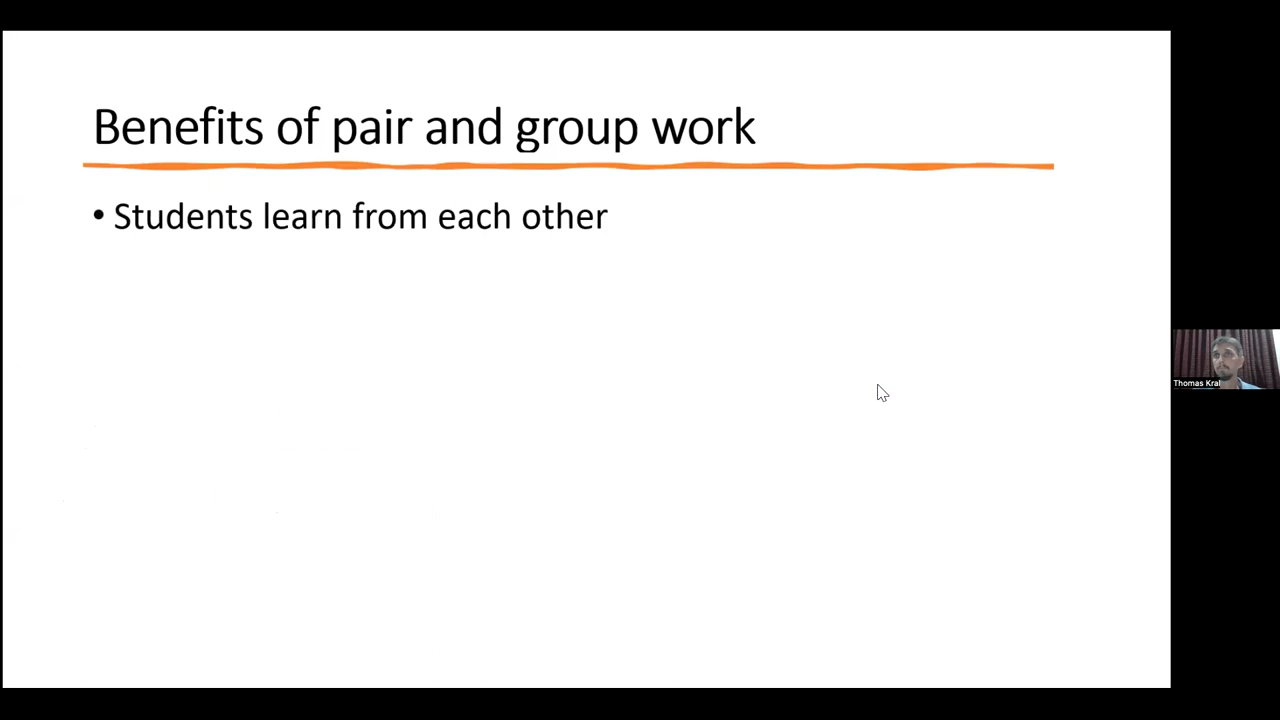 Benefits of pair and group work
• Students learn from each other
Thomas Kral